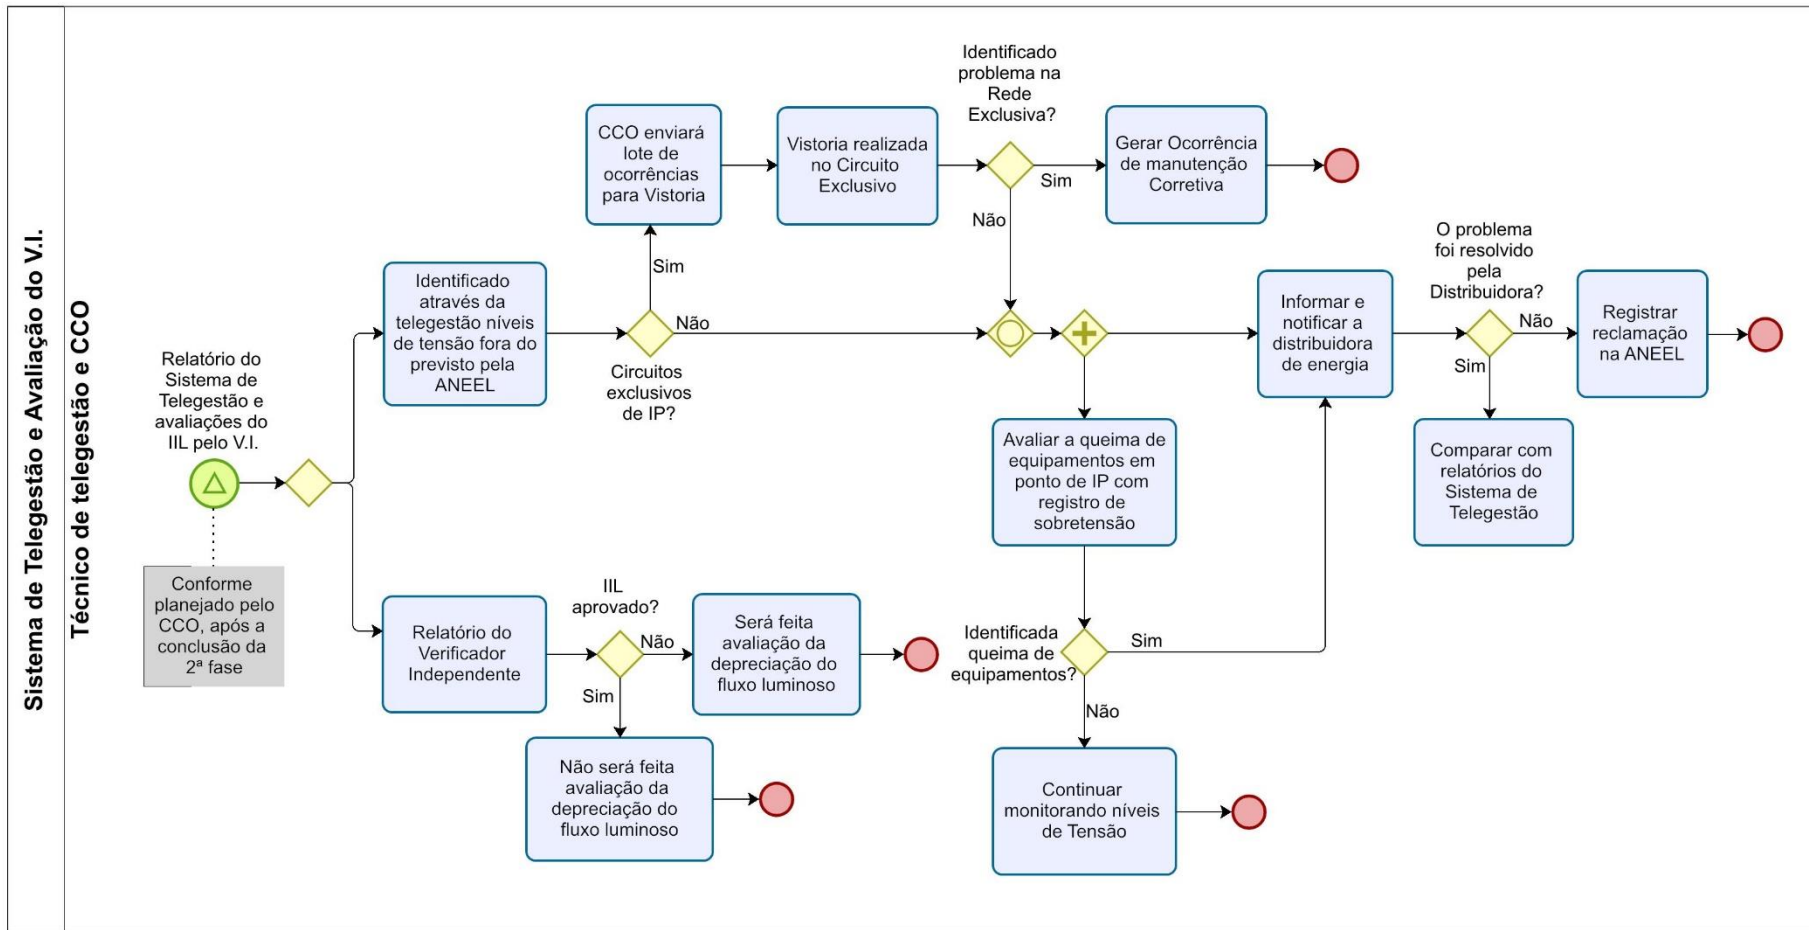 Sistema de Telegestão e Avaliação do V.I.
Técnico de telegestão e CCO
Relatório do
Sistema de
Telegestão e
avaliações do
IIL pelo V.I.
Conforme
planejado pelo
CCO, após a
conclusão da
2ª fase
Identificado
através da
telegestão níveis
de tensão fora do
previsto pela
ANEEL
Circuitos
exclusivos
de IP?
Sim
Não
CCO enviará
lote de
ocorrências
para Vistoria
Vistoria realizada
no Circuito
Exclusivo
Identificado
problema na
Rede
Exclusiva?
Sim
Não
Gerar Ocorrência
de manutenção
Corretiva
Informar e
notificar a
distribuidora
de energia
O problema
foi resolvido
pela
Distribuidora?
Não
Sim
Registrar
reclamação
na ANEEL
Comparar com
relatórios do
Sistema de
Telegestão
Avaliar a queima de
equipamentos em
ponto de IP com
registro de
sobretensão
Identificada
queima de
equipamentos?
Sim
Não
Continuar
monitorando níveis
de Tensão
Relatório do
Verificador
Independente
IIL
aprovado?
Não
Sim
Será feita
avaliação da
depreciação do
fluxo luminoso
Não será feita
avaliação da
depreciação do
fluxo luminoso